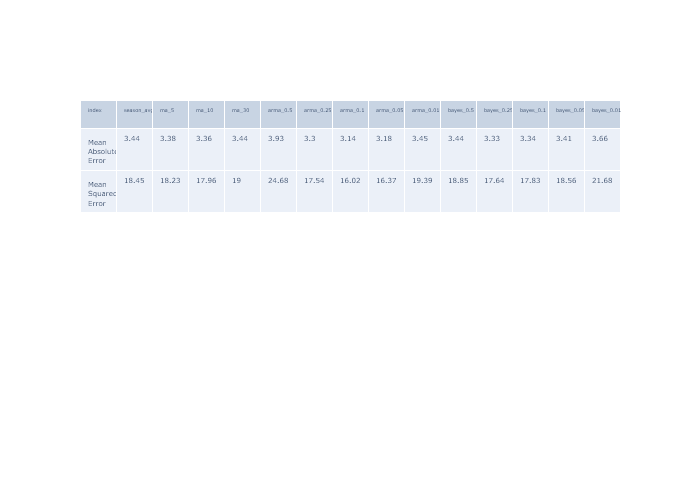 index season_avg ma_5 ma_10 ma_30 arma_0.5 arma_0.25 arma_0.1 arma_0.05 arma_0.01 bayes_0.5 bayes_0.25 bayes_0.1 bayes_0.05 bayes_0.01
Mean 3.44 3.38 3.36 3.44 3.93 3.3 3.14 3.18 3.45 3.44 3.33 3.34 3.41 3.66
Absolute
Error
Mean 18.45 18.23 17.96 19 24.68 17.54 16.02 16.37 19.39 18.85 17.64 17.83 18.56 21.68
Squared
Error